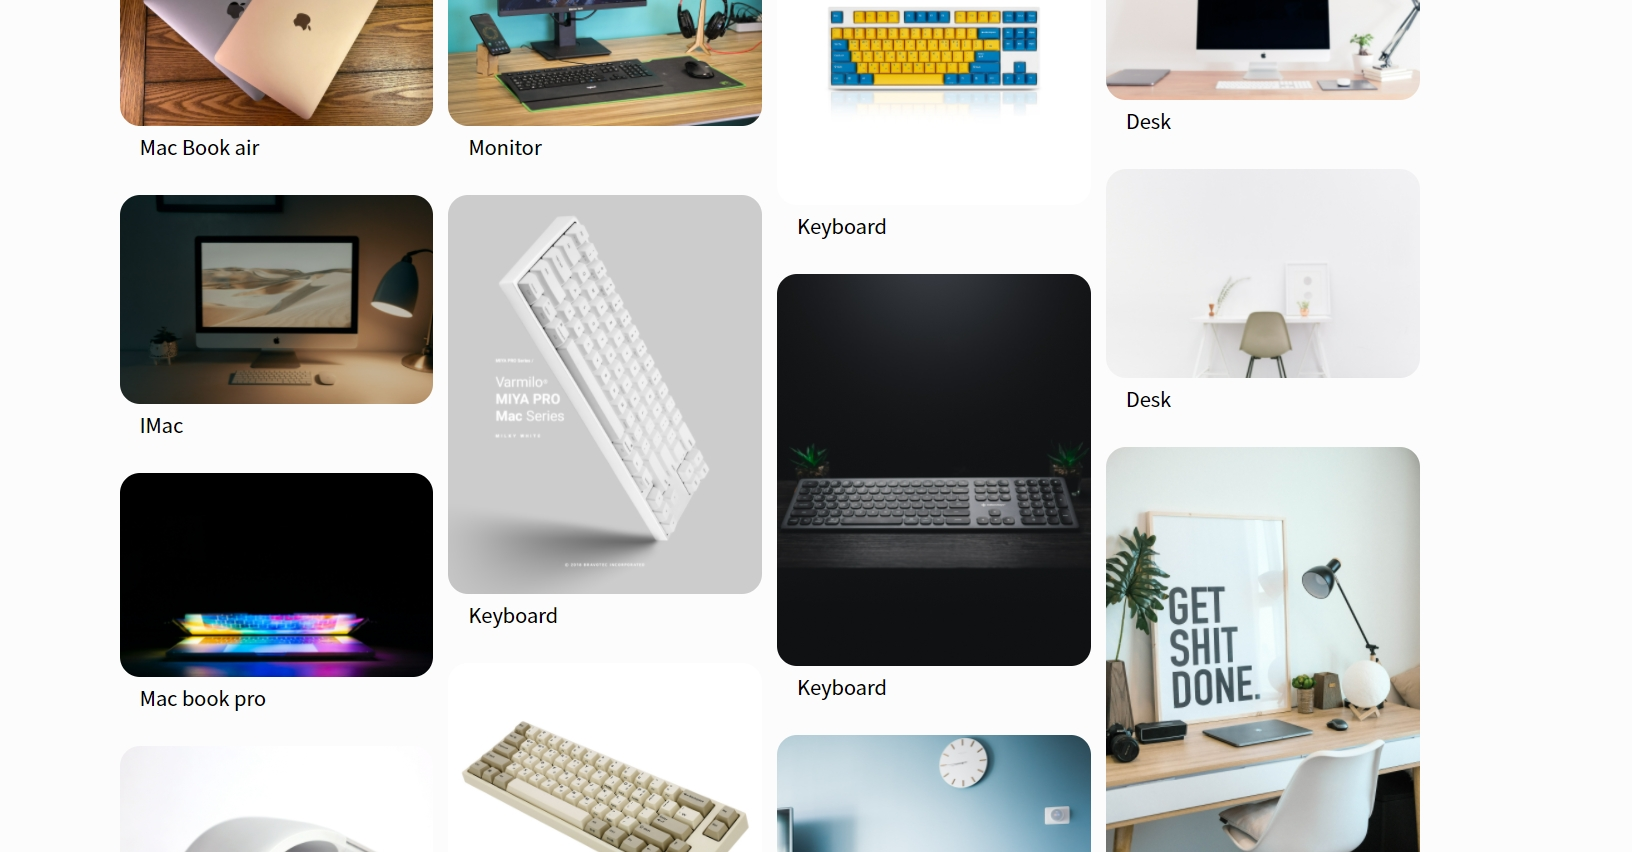 Mac Book air
Monitor
Keyboard
Desk
IMac
Varmilo®
MIYA PRO
Mac Series
Keyboard
Keyboard
Desk
Mac book pro
GET
SHIT
DONE.